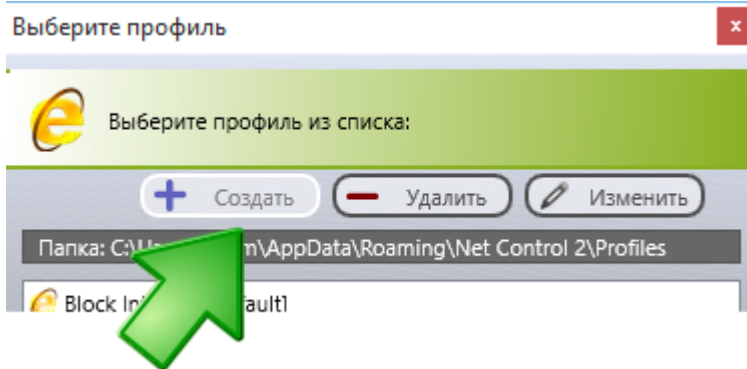 Выберите профиль
x
Выберите профиль из списка:
Создать Удалить Изменить
Папка: C:\ \AppData\Roaming\Net Control 2\Profiles
Block